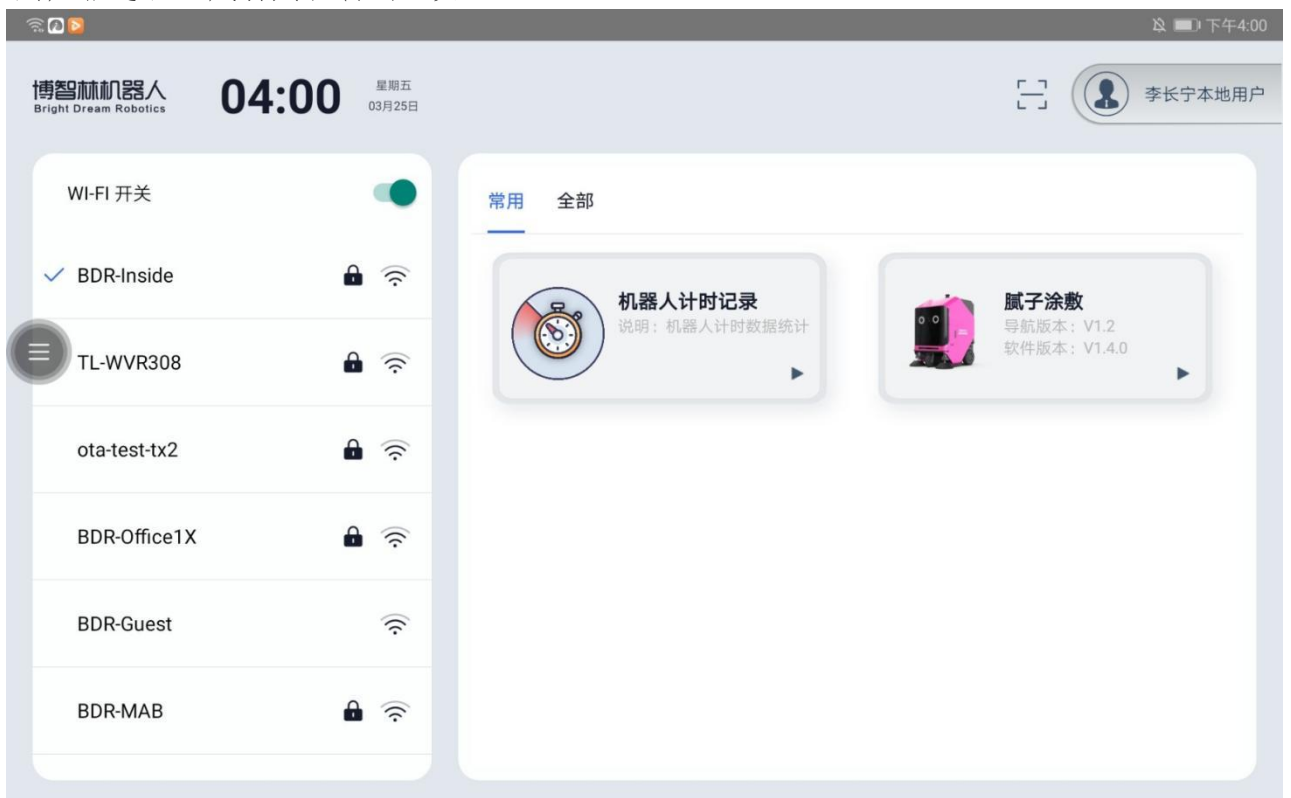 下午4:00
博智林机器人
Bright Dream Robotics
04:00
星期五
03月25日
李长宁本地用户
WI-FI 开关
BDR-Inside
TL-WVR308
ota-test-tx2
BDR-Office1X
BDR-Guest
BDR-MAB
常用 全部
机器人计时记录
说明：机器人计时数据统计
腻子涂敷
导航版本：V1.2
软件版本：V1.4.0